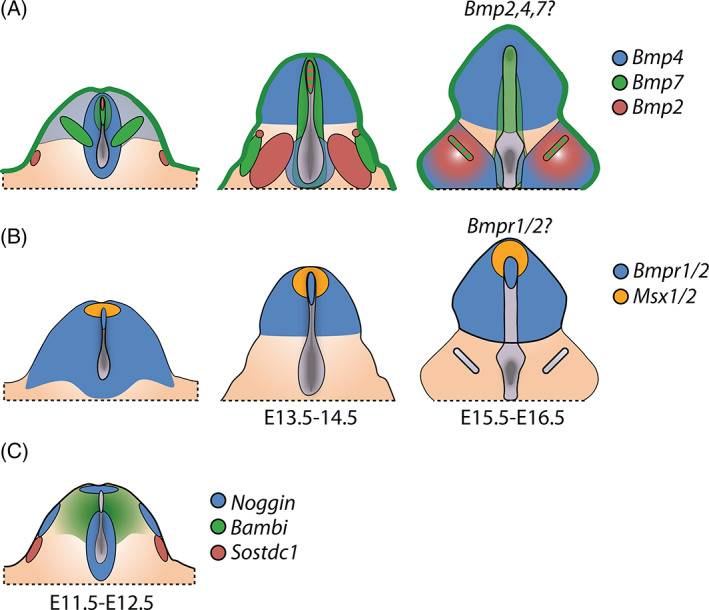 (A)
Bmp2,4,7?
Bmp4
Bmp7
Bmp2
(B)
Bmpr1/2?
Bmpr1/2
Msx1/2
E13.5-14.5
E15.5-E16.5
(C)
Noggin
Bambi
Sostdc1
E11.5-E12.5